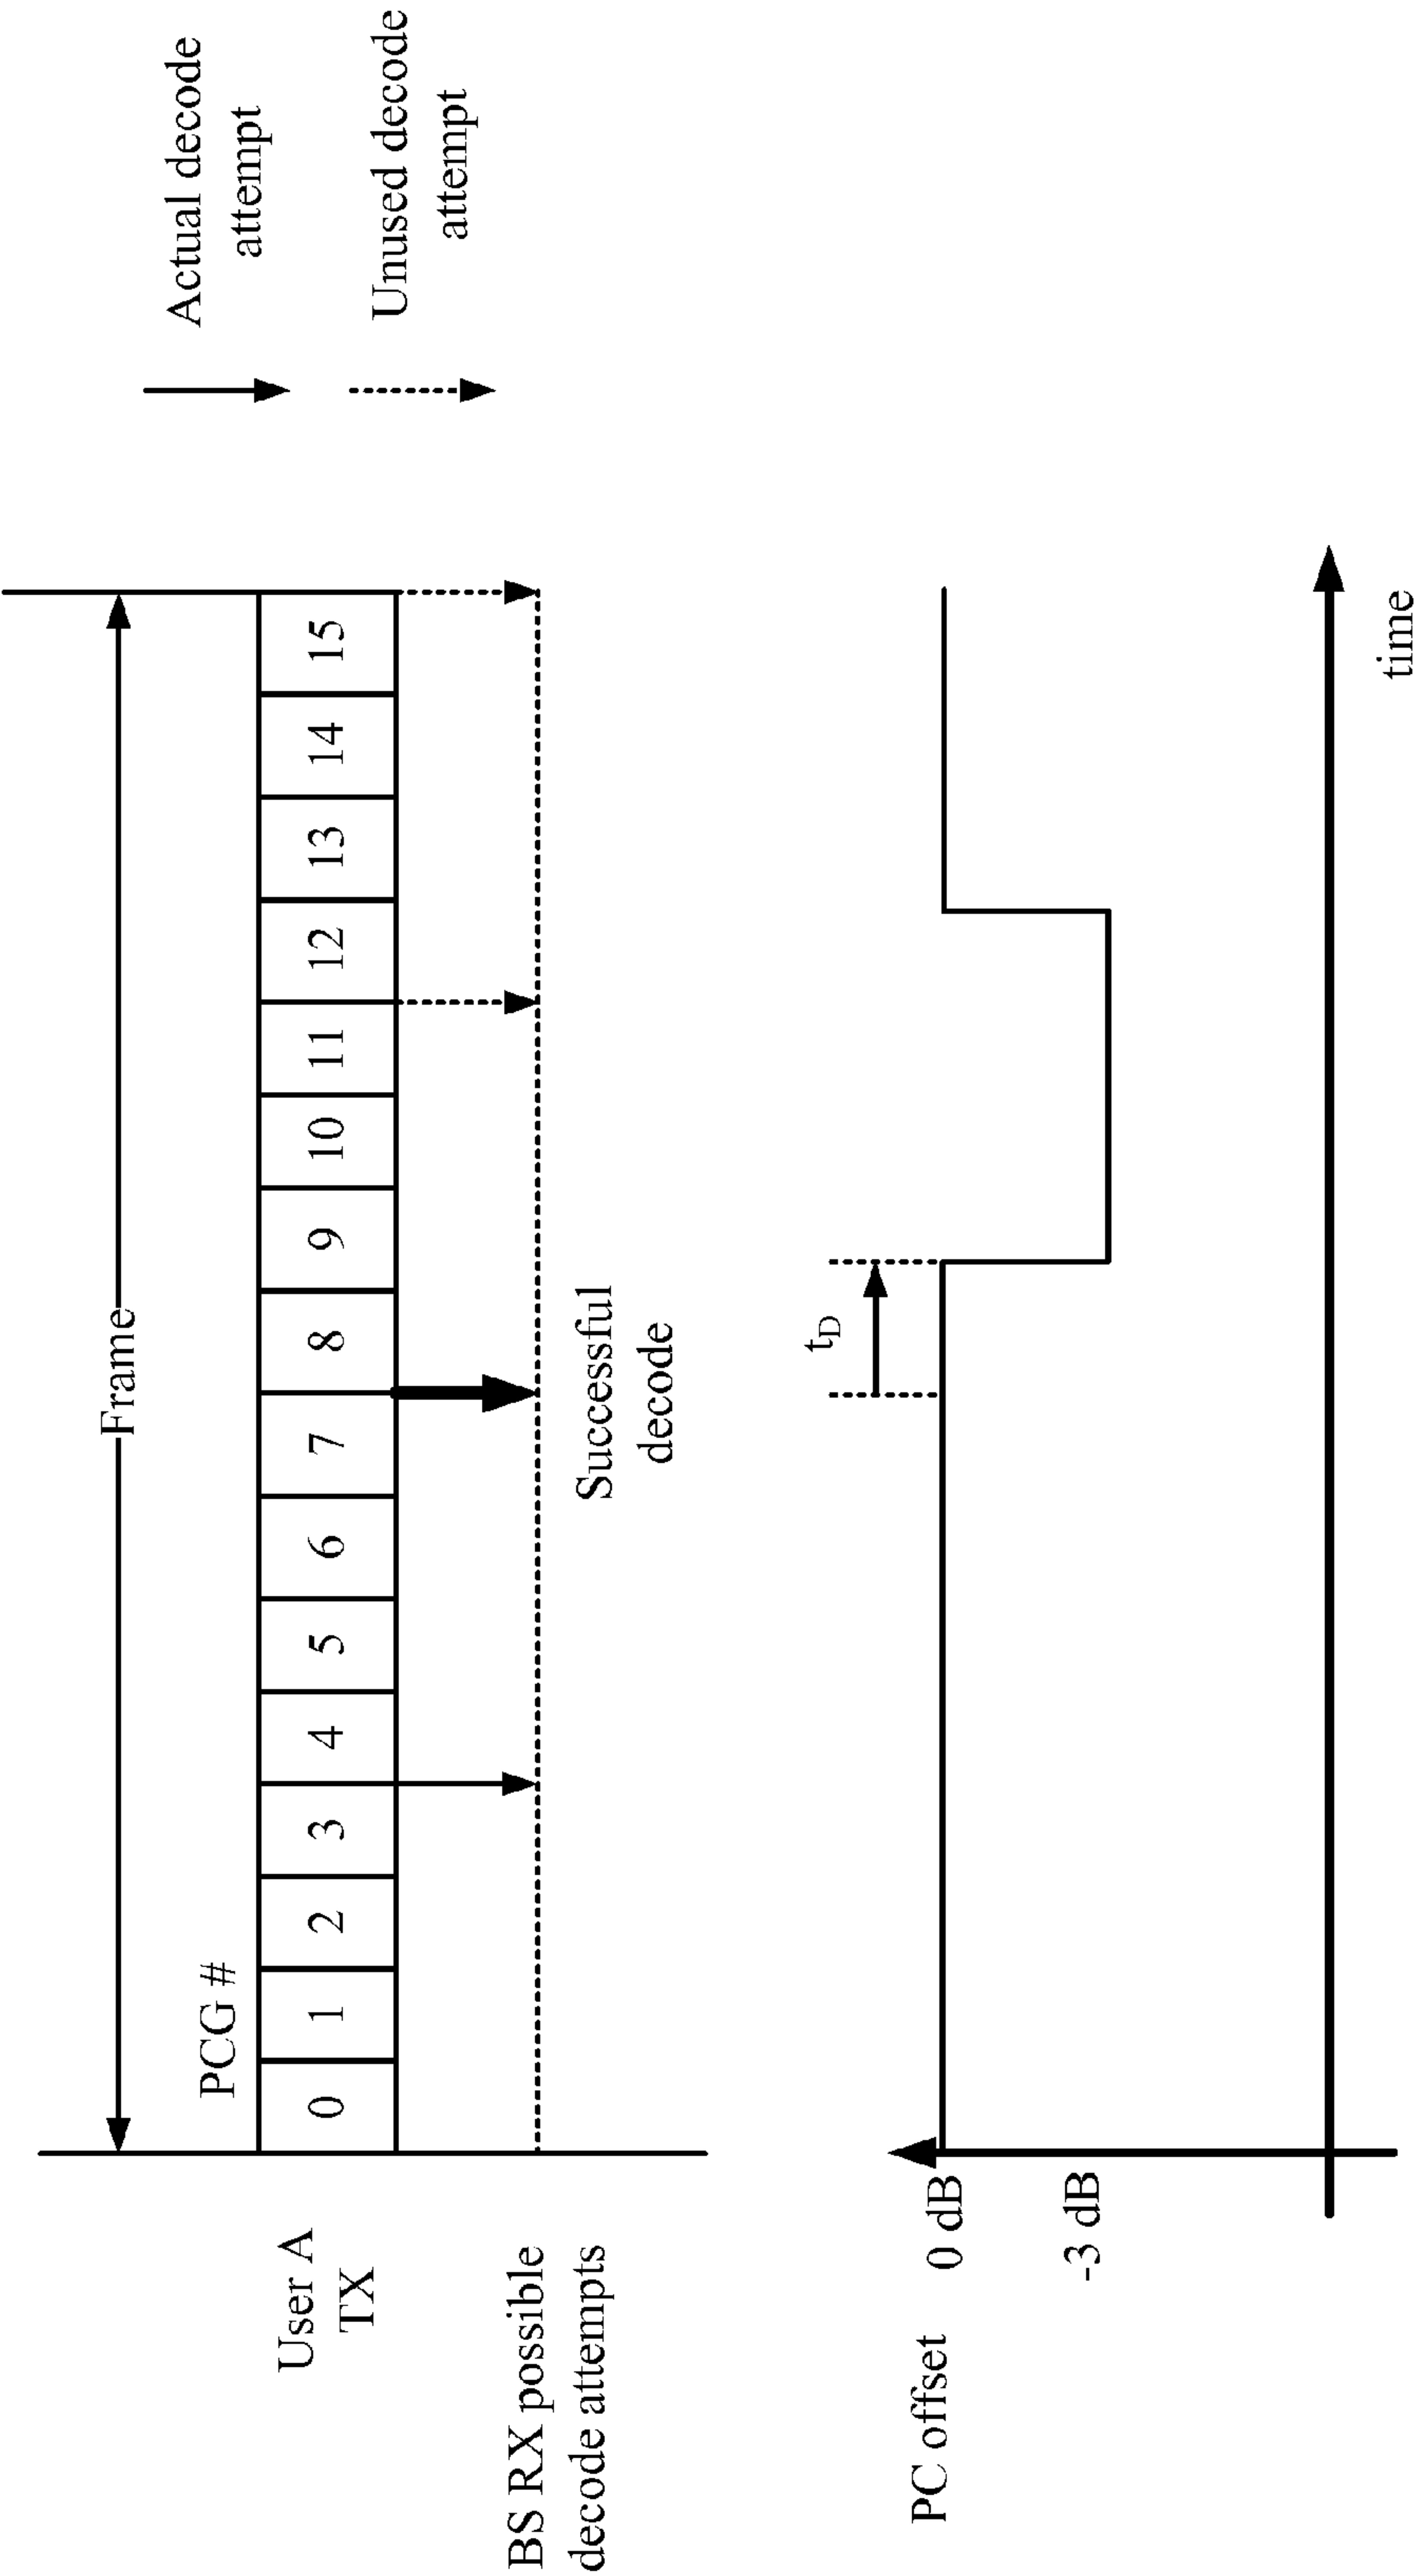 Frame
Actual decode
attempt
Unused decode
attempt
PCG #
User A
TX
0 1 2 3 4 5 6 7 8 9 10 11 12 13 14 15
BS RX possible
decode attempts
Successful
decode
PC offset
0 dB
-3 dB
tD
time